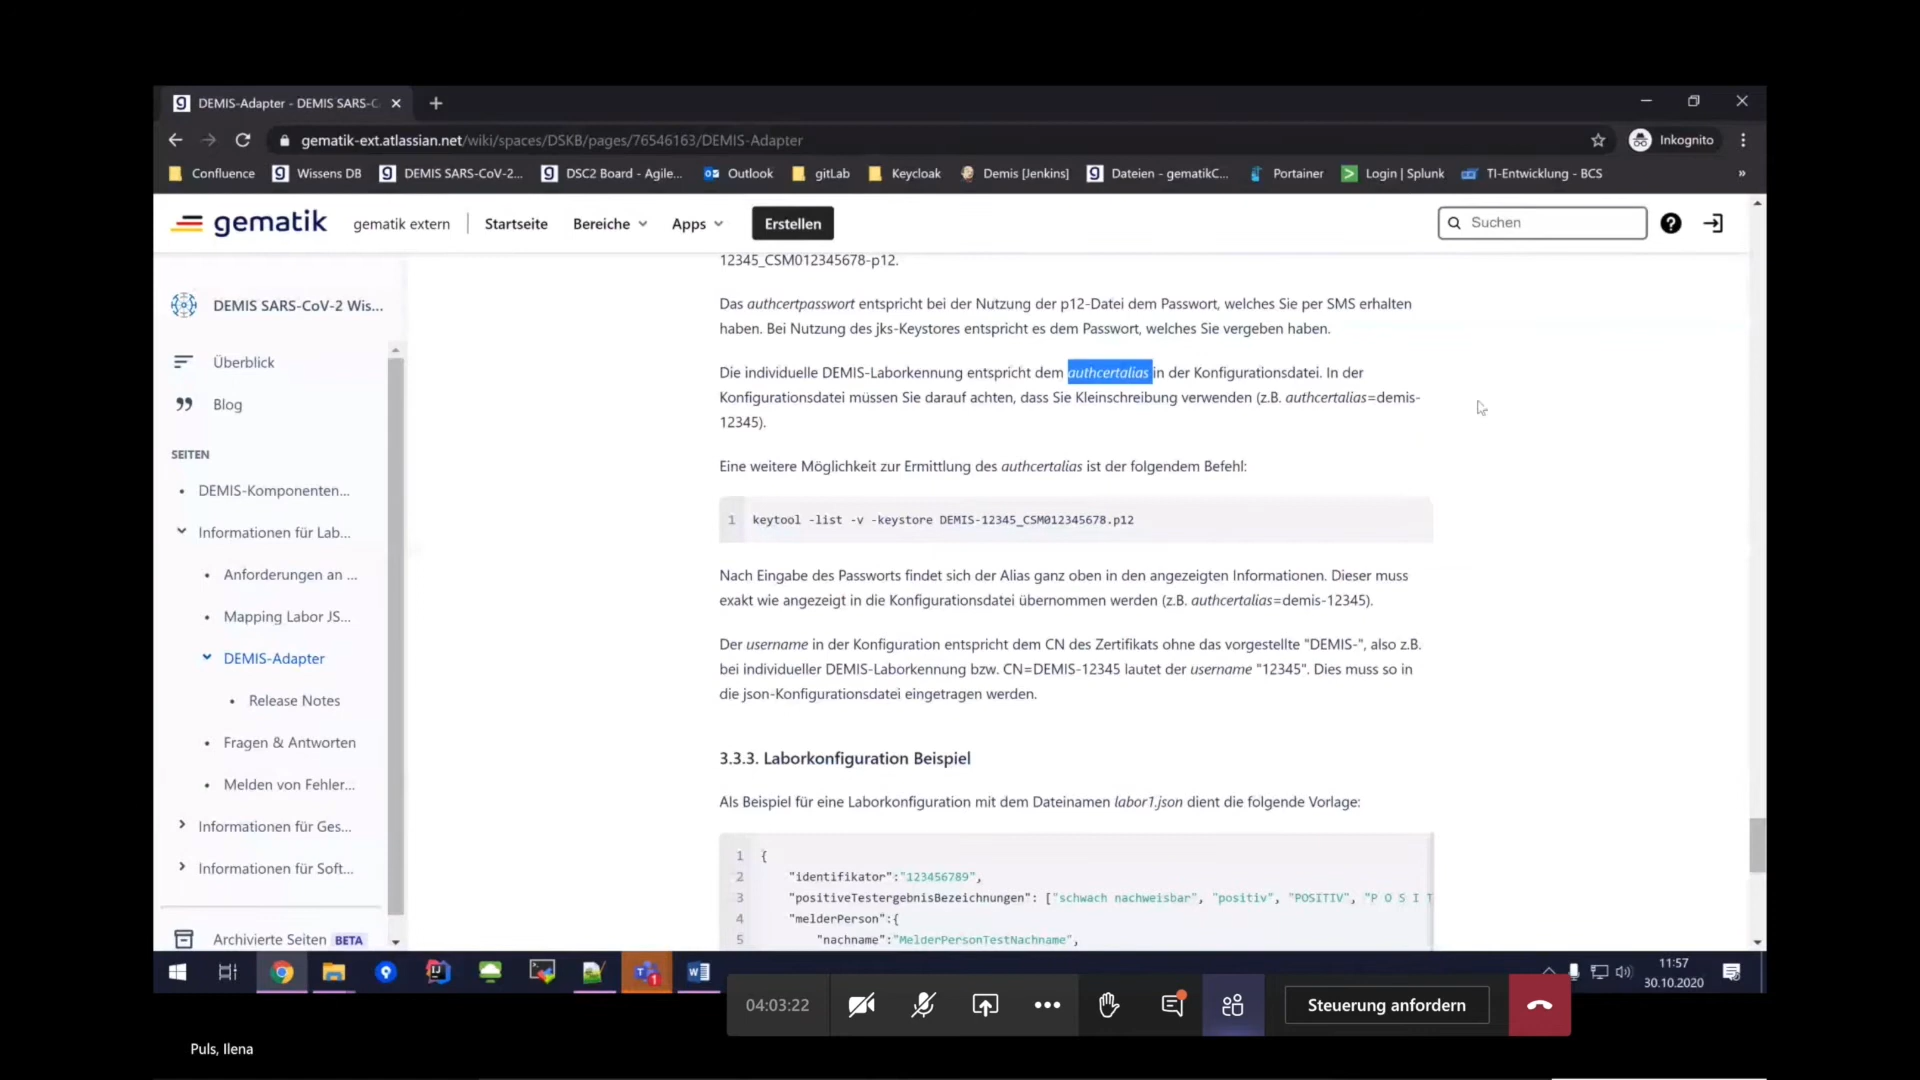 DEMIS-Adapter - DEMIS SARS-C
gematik-ext.atlassian.net/wiki/spaces/DSKB/pages/76546163/DEMIS-Adapter
Inkognito
Confluence
Wissens DB
DEMIS SARS-CoV-2...
DSC2 Board - Agile...
Outlook
gitLab
Keycloak
Demis [Jenkins]
Dateien - gematikC...
Portainer
Login | Splunk
TI-Entwicklung - BCS
»
gematik
gematik extern
Startseite
Bereiche
Apps
Erstellen
Suchen
DEMIS SARS-CoV-2 Wis...
Überblick
Blog
SEITEN
DEMIS-Komponenten...
Informationen für Lab...
Anforderungen an ...
Mapping Labor JS...
DEMIS-Adapter
Release Notes
Fragen & Antworten
Melden von Fehler...
Informationen für Ges...
Informationen für Soft...
Archivierte Seiten BETA
12345_CSM012345678-p12.
Das authcertpasswort entspricht bei der Nutzung der p12-Datei dem Passwort, welches Sie per SMS erhalten
haben. Bei Nutzung des jks-Keystores entspricht es dem Passwort, welches Sie vergeben haben.
Die individuelle DEMIS-Laborkennung entspricht dem authcertalias in der Konfigurationsdatei. In der
Konfigurationsdatei müssen Sie darauf achten, dass Sie Kleinschreibung verwenden (z.B. authcertalias=demis-
12345).
Eine weitere Möglichkeit zur Ermittlung des authcertalias ist der folgendem Befehl:
1 keytool -list -v -keystore DEMIS-12345_CSM012345678.p12
Nach Eingabe des Passworts findet sich der Alias ganz oben in den angezeigten Informationen. Dieser muss
exakt wie angezeigt in die Konfigurationsdatei übernommen werden (z.B. authcertalias=demis-12345).
Der username in der Konfiguration entspricht dem CN des Zertifikats ohne das vorgestellte "DEMIS-", also z.B.
bei individueller DEMIS-Laborkennung bzw. CN=DEMIS-12345 lautet der username "12345". Dies muss so in
die json-Konfigurationsdatei eingetragen werden.
3.3.3. Laborkonfiguration Beispiel
Als Beispiel für eine Laborkonfiguration mit dem Dateinamen labor1.json dient die folgende Vorlage:
1 {
2 "identifikator":"123456789",
3 "positiveTestergebnisBezeichnungen": ["schwach nachweisbar", "positiv", "POSITIV", "P O S I T
4 "melderPerson":{
5 "nachname":"MelderPersonTestNachname",
11:57
30.10.2020
04:03:22
Steuerung anfordern
Puls, Ilena